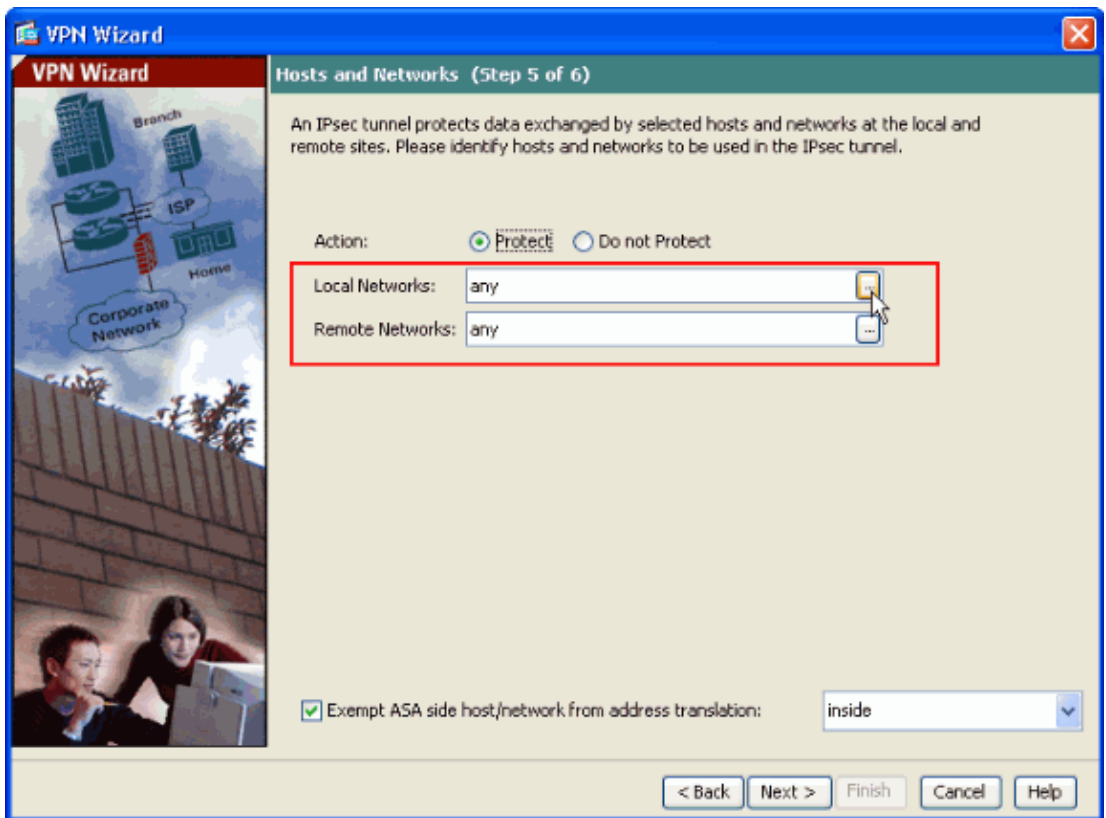 VPN Wizard
VPN Wizard
Branch
ISP
Home
Corporate
Network
Hosts and Networks (Step 5 of 6)
An IPsec tunnel protects data exchanged by selected hosts and networks at the local and
remote sites. Please identify hosts and networks to be used in the IPsec tunnel.
Action: Protect Do not Protect
Local Networks: any ...
Remote Networks: any ...
Exempt ASA side host/network from address translation: inside
< Back Next > Finish Cancel Help